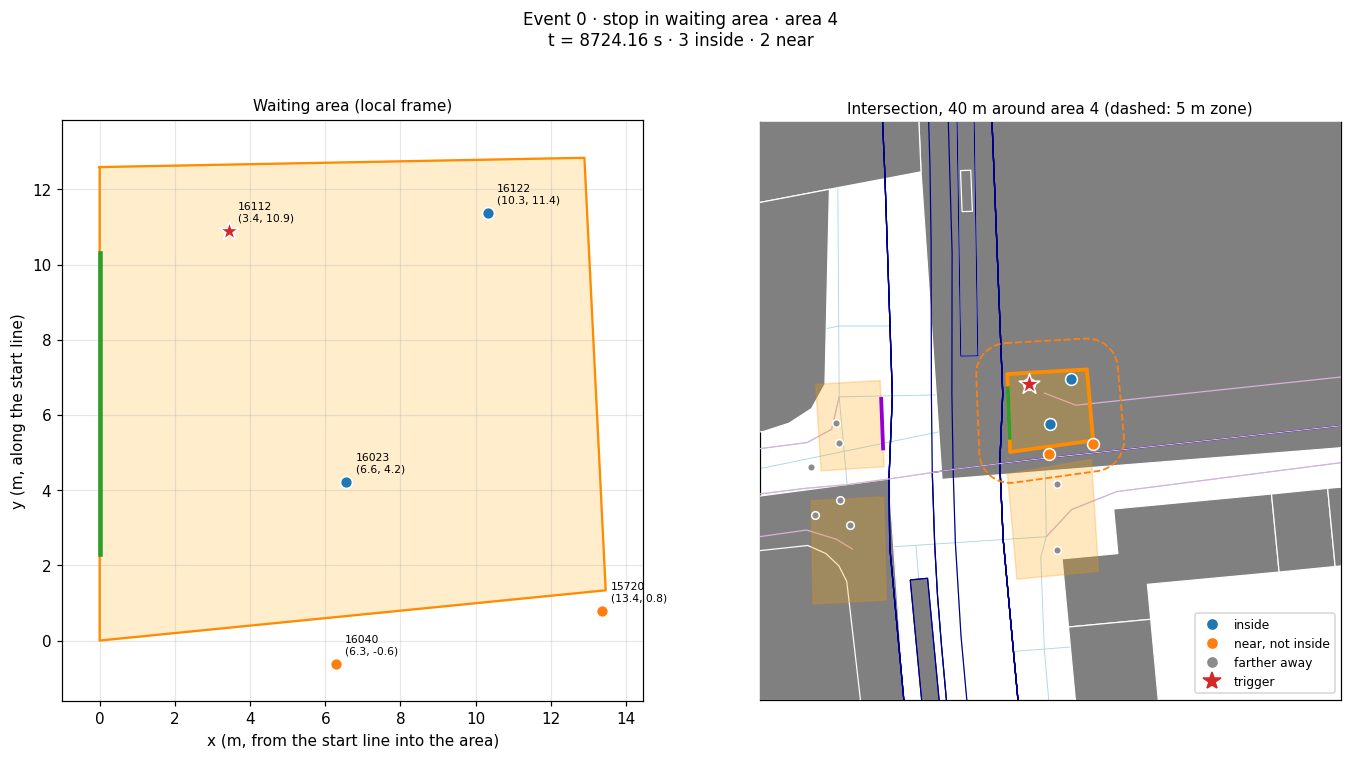 Event 0 · stop in waiting area · area 4
t = 8724.16 s · 3 inside · 2 near
Waiting area (local frame)
y (m, along the start line)
12
10
8
6
4
2
0
16112
(3.4, 10.9)
16122
(10.3, 11.4)
16023
(6.6, 4.2)
15720
(13.4, 0.8)
16040
(6.3, -0.6)
0
2
4
6
8
10
12
14
x (m, from the start line into the area)
Intersection, 40 m around area 4 (dashed: 5 m zone)
inside
near, not inside
farther away
trigger